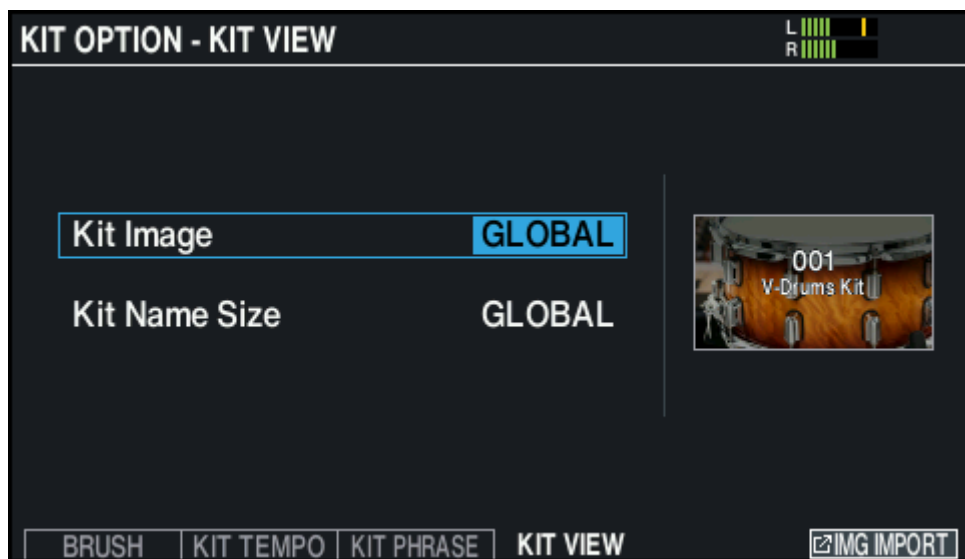 KIT OPTION - KIT VIEW
L
R
Kit Image GLOBAL
Kit Name Size GLOBAL
001
V-Drums Kit
BRUSH KIT TEMPO KIT PHRASE KIT VIEW IMG IMPORT